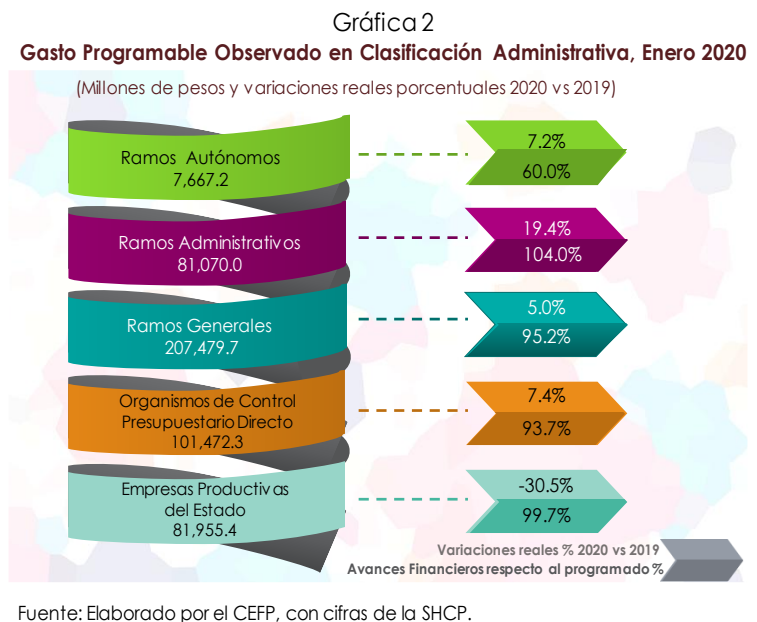 Gráfica 2
Gasto Programable Observado en Clasificación Administrativa, Enero 2020
(Millones de pesos y variaciones reales porcentuales 2020 vs 2019)
Ramos Autónomos
7,667.2
7.2%
60.0%
Ramos Administrativos
81,070.0
19.4%
104.0%
Ramos Generales
207,479.7
5.0%
95.2%
Organismos de Control
Presupuestario Directo
101,472.3
7.4%
93.7%
Empresas Productivas
del Estado
81,955.4
-30.5%
99.7%
Variaciones reales % 2020 vs 2019
Avances Financieros respecto al programado %
Fuente: Elaborado por el CEFP, con cifras de la SHCP.